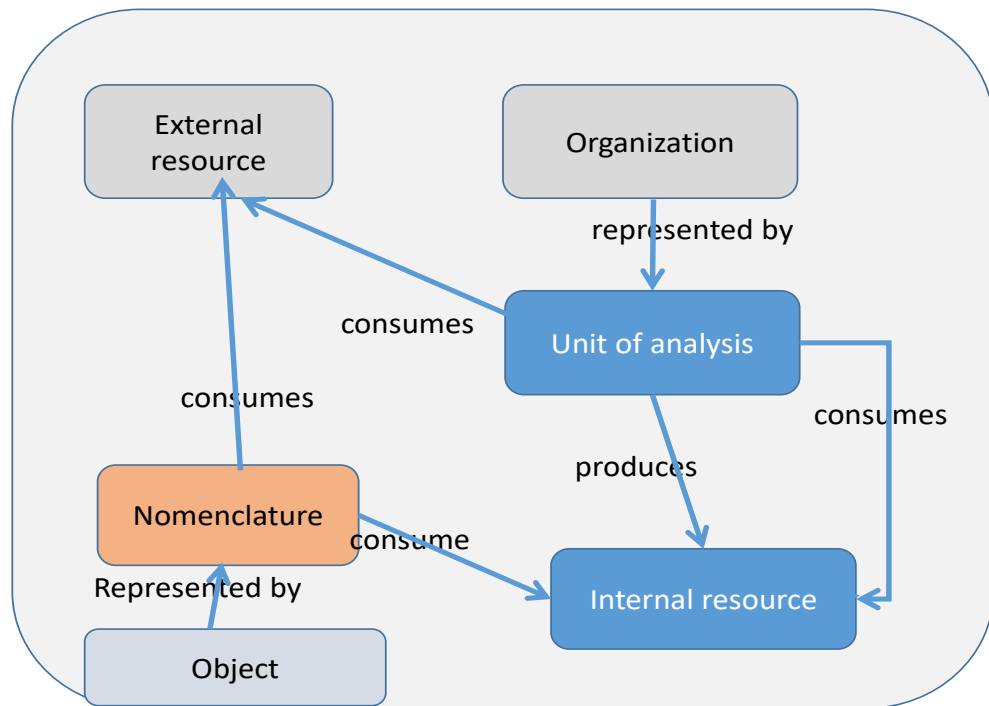 External
resource
Organization
represented by
consumes
Unit of analysis
consumes
consumes
produces
Nomenclature
consume
Represented by
Internal resource
Object